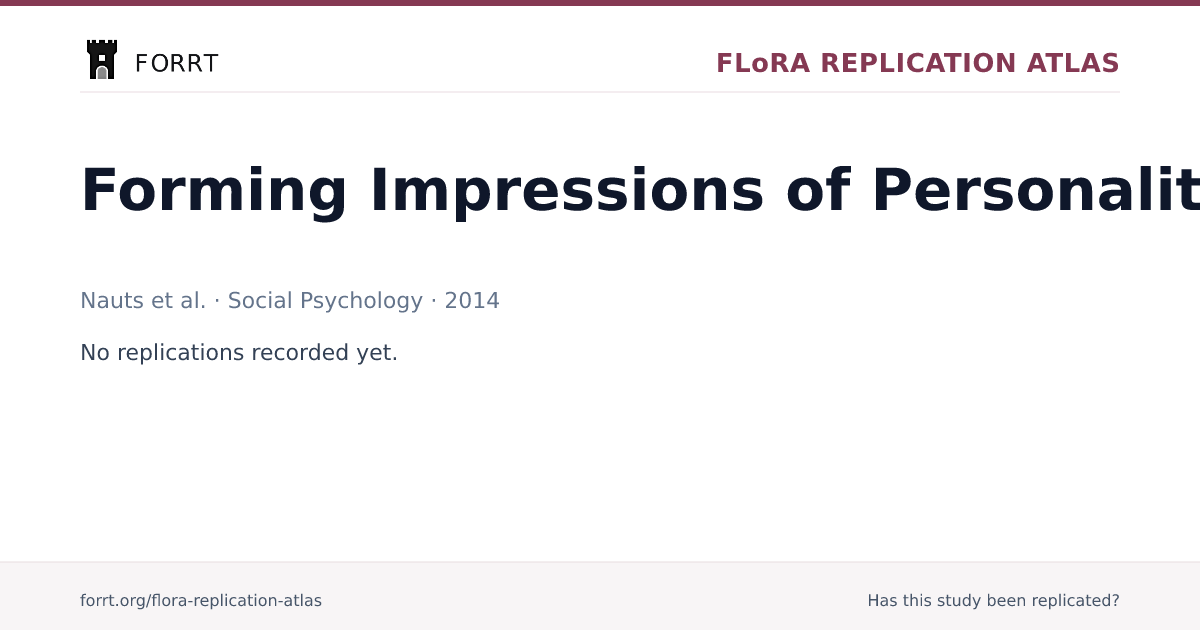 FORRT
FLoRA REPLICATION ATLAS
Forming Impressions of Personalit
Nauts et al. · Social Psychology · 2014
No replications recorded yet.
forrt.org/flora-replication-atlas
Has this study been replicated?